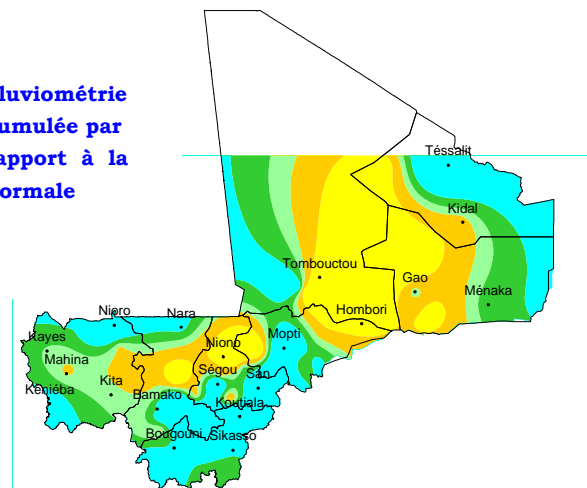 luviométrie
umulée par
apport à la
ormale
Téssalit
Kidal
Tombouctou
Gao
Ménaka
Hombori
Nioro
Nara
Kayes
Niono
Mopti
Mahina
Ségou
San
Kéniéba
Kita
Bamako
Koutiala
Bougouni
Sikasso